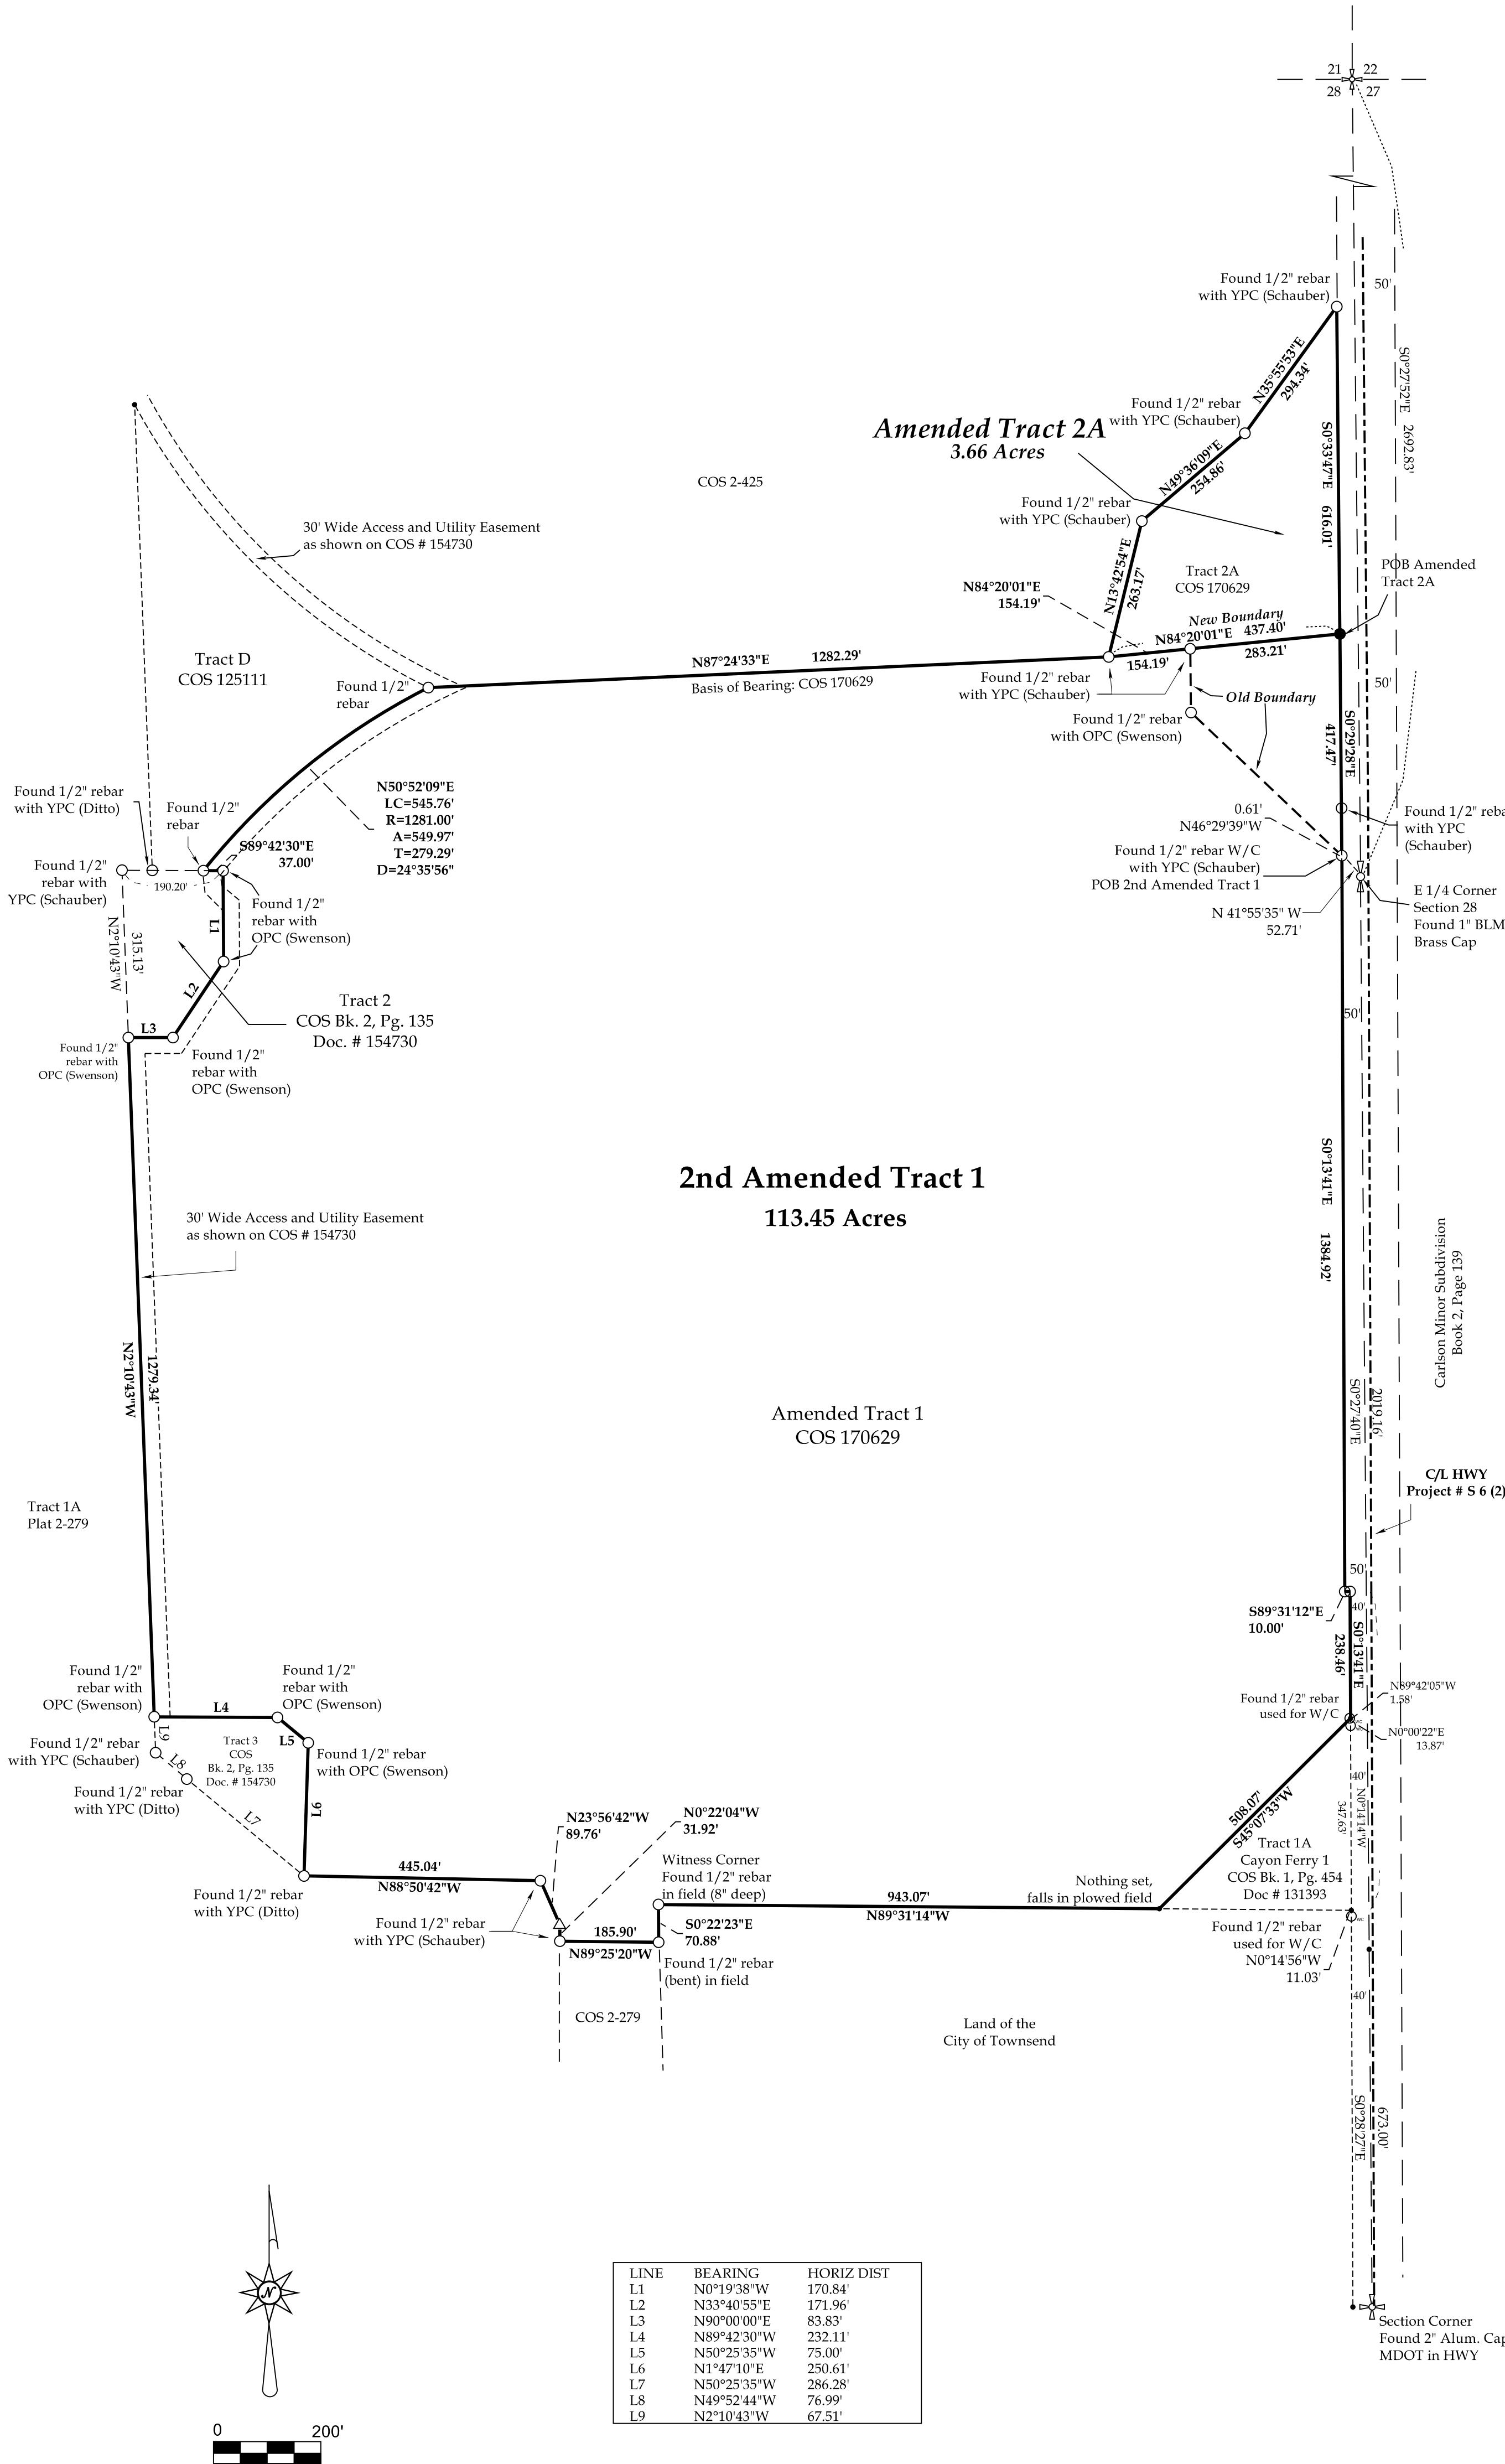 21 22
28 27
Found 1/2" rebar
with YPC (Schauber)
50'
S0°27'52"E 2692.83'
N35°55'53"E
294.34'
Found 1/2" rebar
with YPC (Schauber)
Amended Tract 2A
3.66 Acres
N49°36'09"E
254.86'
S0°33'47"E 616.01'
COS 2-425
Found 1/2" rebar
with YPC (Schauber)
30' Wide Access and Utility Easement
as shown on COS # 154730
N13°42'54"E
263.17'
Tract 2A
COS 170629
POB Amended
Tract 2A
N84°20'01"E
154.19'
New Boundary
N84°20'01"E 437.40'
154.19'
283.21'
Tract D
COS 125111
N87°24'33"E 1282.29'
Basis of Bearing: COS 170629
Found 1/2"
rebar
Found 1/2" rebar
with YPC (Schauber)
50'
Old Boundary
Found 1/2" rebar
with OPC (Swenson)
S0°29'28"E
417.47'
N50°52'09"E
LC=545.76'
R=1281.00'
A=549.97'
T=279.29'
D=24°35'56"
Found 1/2" rebar
with YPC (Ditto)
Found 1/2"
rebar
0.61'
N46°29'39"W
Found 1/2" reba
with YPC
(Schauber)
S89°42'30"E
37.00'
Found 1/2"
rebar with
YPC (Schauber)
190.20'
Found 1/2" rebar W/C
with YPC (Schauber)
POB 2nd Amended Tract 1
E 1/4 Corner
Section 28
Found 1" BLM
Brass Cap
Found 1/2"
rebar with
OPC (Swenson)
L1
N 41°55'35" W
52.71'
N2°10'43"W
315.13'
L2
Tract 2
COS Bk. 2, Pg. 135
Doc. # 154730
50'
L3
Found 1/2"
rebar with
OPC (Swenson)
Found 1/2"
rebar with
OPC (Swenson)
2nd Amended Tract 1
113.45 Acres
S0°13'41"E 1384.92'
30' Wide Access and Utility Easement
as shown on COS # 154730
Carlson Minor Subdivision
Book 2, Page 139
N2°10'43"W
1279.34'
S0°27'40"E
2019.16'
Amended Tract 1
COS 170629
C/L HWY
Project # S 6 (2)
Tract 1A
Plat 2-279
50'
40'
S89°31'12"E
10.00'
S0°13'41"E
238.46'
Found 1/2"
rebar with
OPC (Swenson)
Found 1/2"
rebar with
OPC (Swenson)
L4
Found 1/2" rebar
used for W/C
N89°42'05"W
1.58'
N0°00'22"E
13.87'
L9
L5
Found 1/2" rebar
with YPC (Schauber)
L8
Tract 3
COS
Bk. 2, Pg. 135
Doc. # 154730
Found 1/2" rebar
with OPC (Swenson)
Found 1/2" rebar
with YPC (Ditto)
L7
L6
40'
N0°14'14"W
347.63'
508.07'
S45°07'33"W
Tract 1A
Cayon Ferry 1
COS Bk. 1, Pg. 454
Doc # 131393
N23°56'42"W
89.76'
N0°22'04"W
31.92'
445.04'
N88°50'42"W
Witness Corner
Found 1/2" rebar
in field (8" deep)
Nothing set,
falls in plowed field
943.07'
N89°31'14"W
Found 1/2" rebar
with YPC (Ditto)
Found 1/2" rebar
with YPC (Schauber)
185.90'
N89°25'20"W
S0°22'23"E
70.88'
Found 1/2" rebar
used for W/C
N0°14'56"W
11.03'
Found 1/2" rebar
(bent) in field
40'
COS 2-279
Land of the
City of Townsend
S0°28'27"E
673.00'
N
0 200'
LINE BEARING HORIZ DIST
L1 N0°19'38"W 170.84'
L2 N33°40'55"E 171.96'
L3 N90°00'00"E 83.83'
L4 N89°42'30"W 232.11'
L5 N50°25'35"W 75.00'
L6 N1°47'10"E 250.61'
L7 N50°25'35"W 286.28'
L8 N49°52'44"W 76.99'
L9 N2°10'43"W 67.51'
Section Corner
Found 2" Alum. Cap
MDOT in HWY